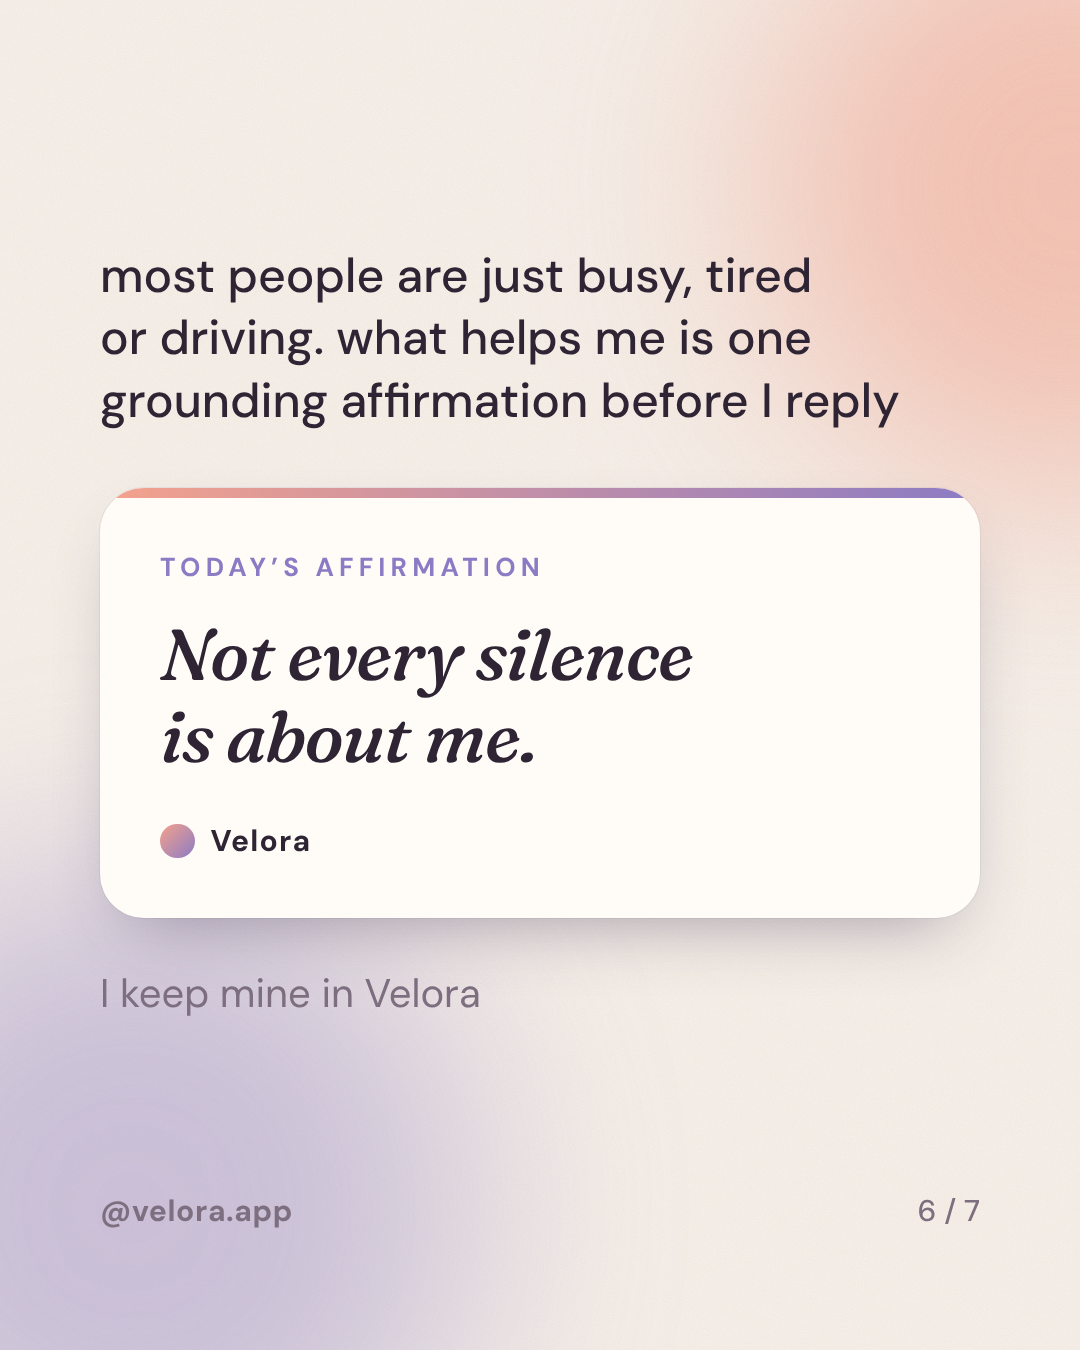 most people are just busy, tired
or driving. what helps me is one
grounding affirmation before I reply
TODAY’S AFFIRMATION
Not every silence
is about me.
Velora
I keep mine in Velora
@velora.app
6 / 7